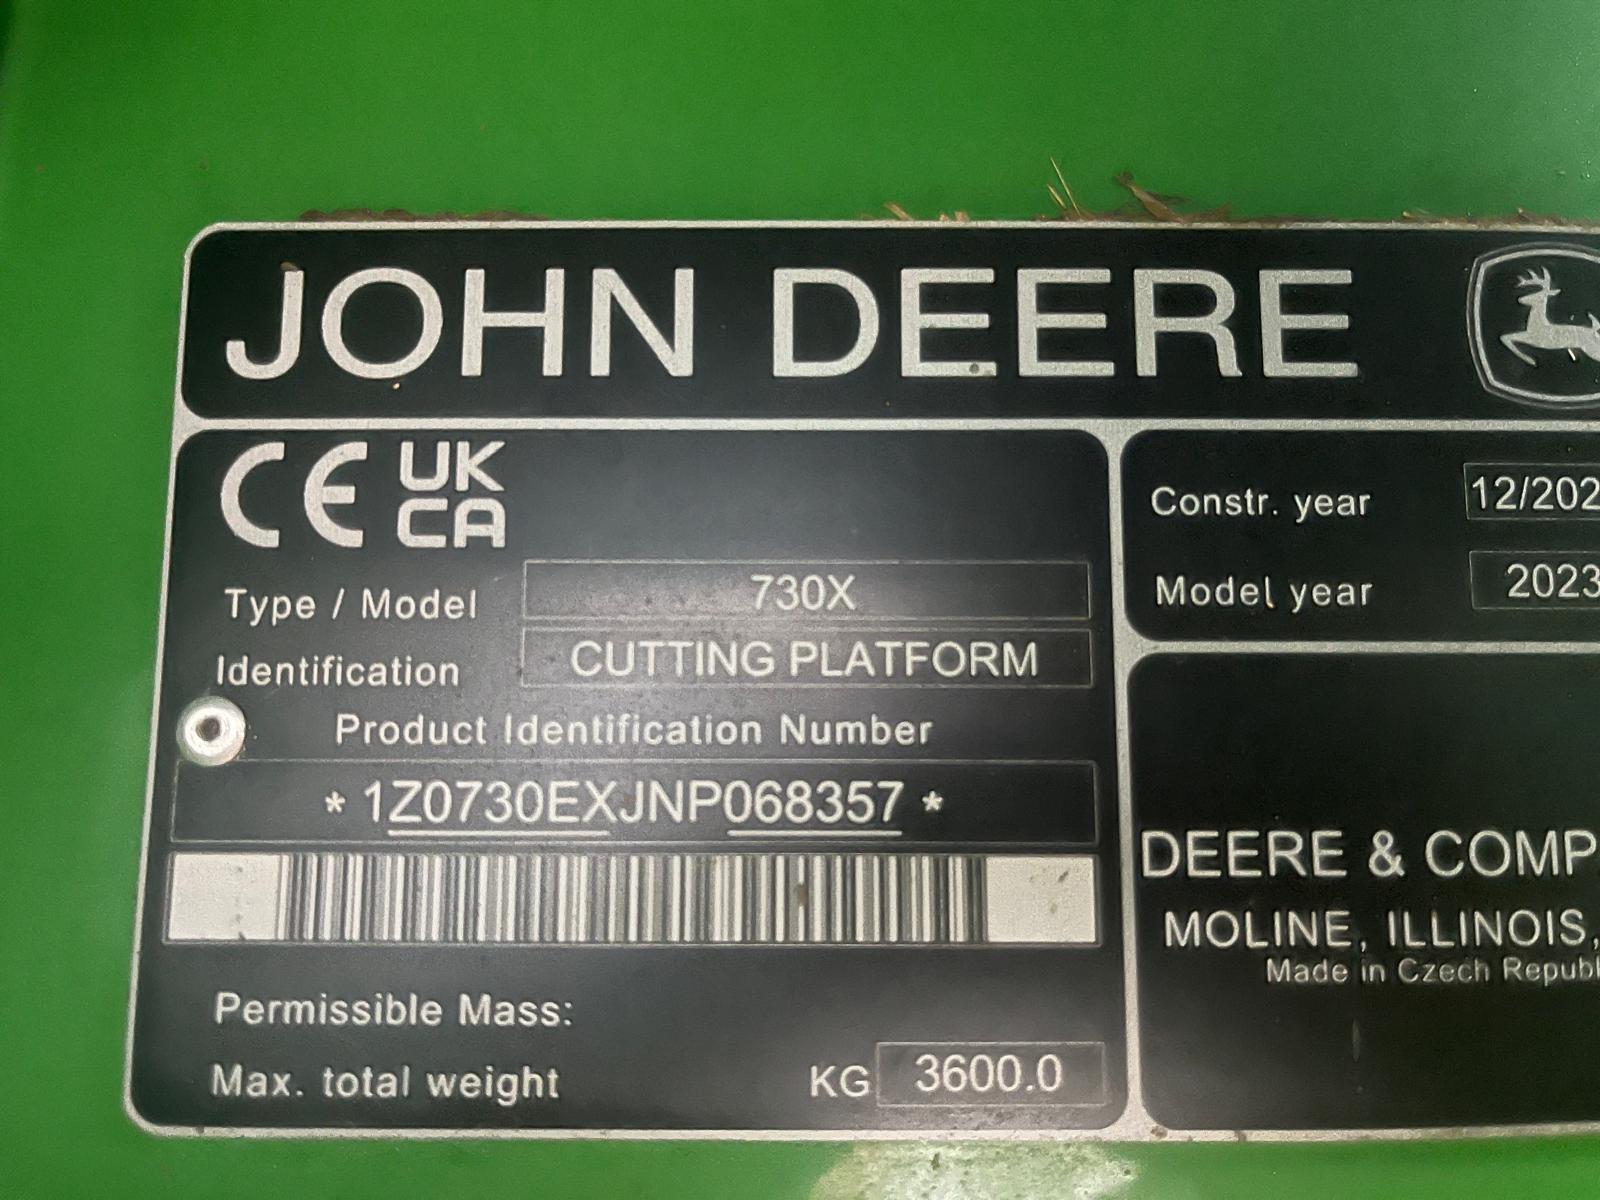 JOHN DEERE
CE UK CA
Constr. year 12/202
Type / Model 730X
Model year 2023
Identification CUTTING PLATFORM
Product Identification Number
* 1Z0730EXJNP068357 *
DEERE & COMP
MOLINE, ILLINOIS,
Made in Czech Republ
Permissible Mass:
Max. total weight KG 3600.0